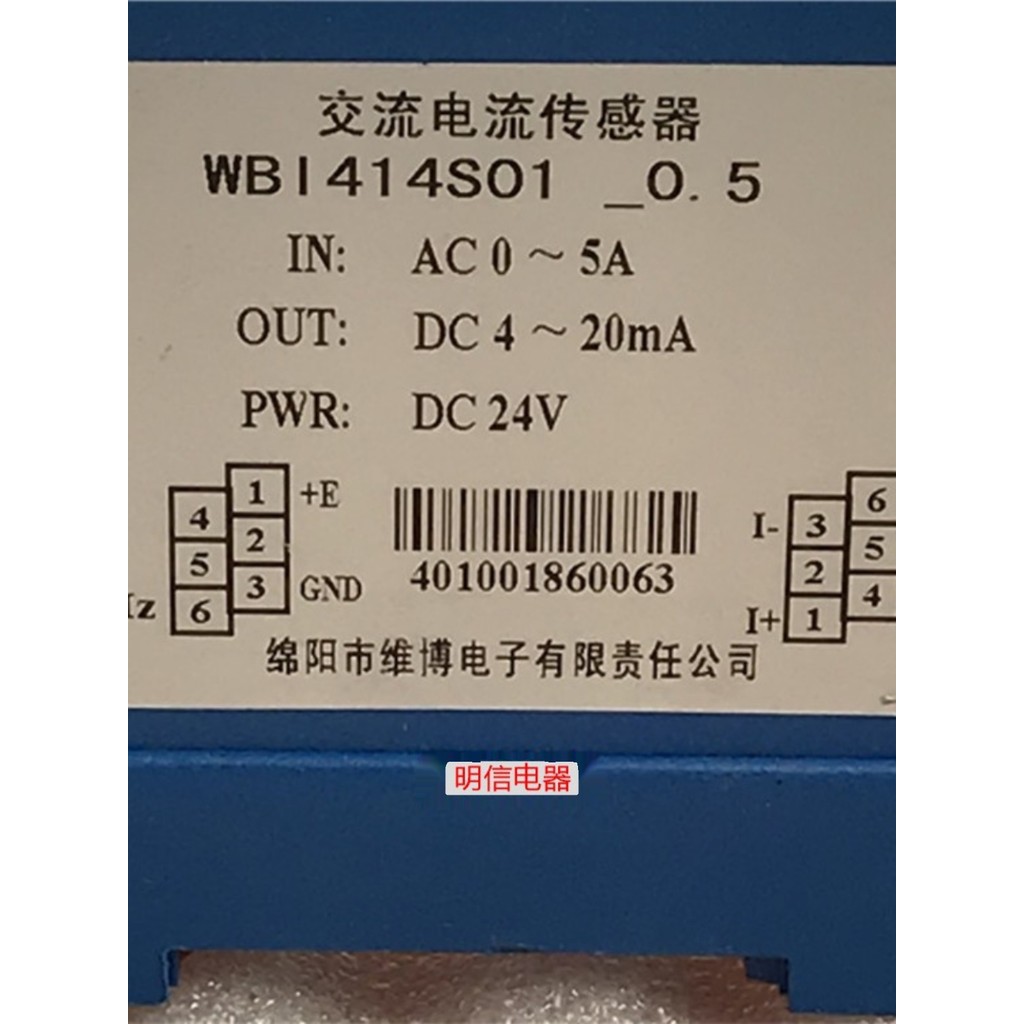 交流电流传感器
WBI414S01 _0.5
IN: AC 0 ~ 5A
OUT: DC 4 ~ 20mA
PWR: DC 24V
1 +E
4
2
5
3 GND
Iz 6
401001860063
6
I- 3
5
2
4
I+ 1
绵阳市维博电子有限责任公司
明信电器